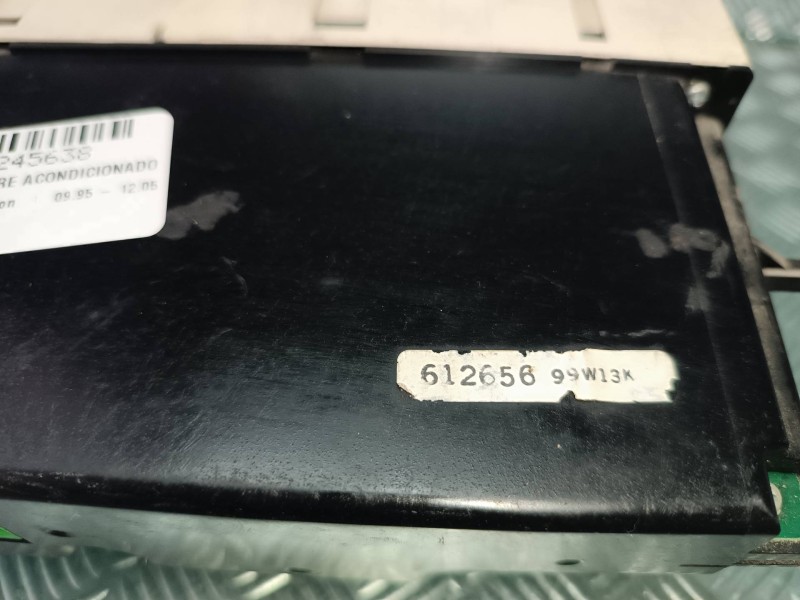 245638
RE ACONDICIONADO
on 09.95 - 12.05
612656 99W13K